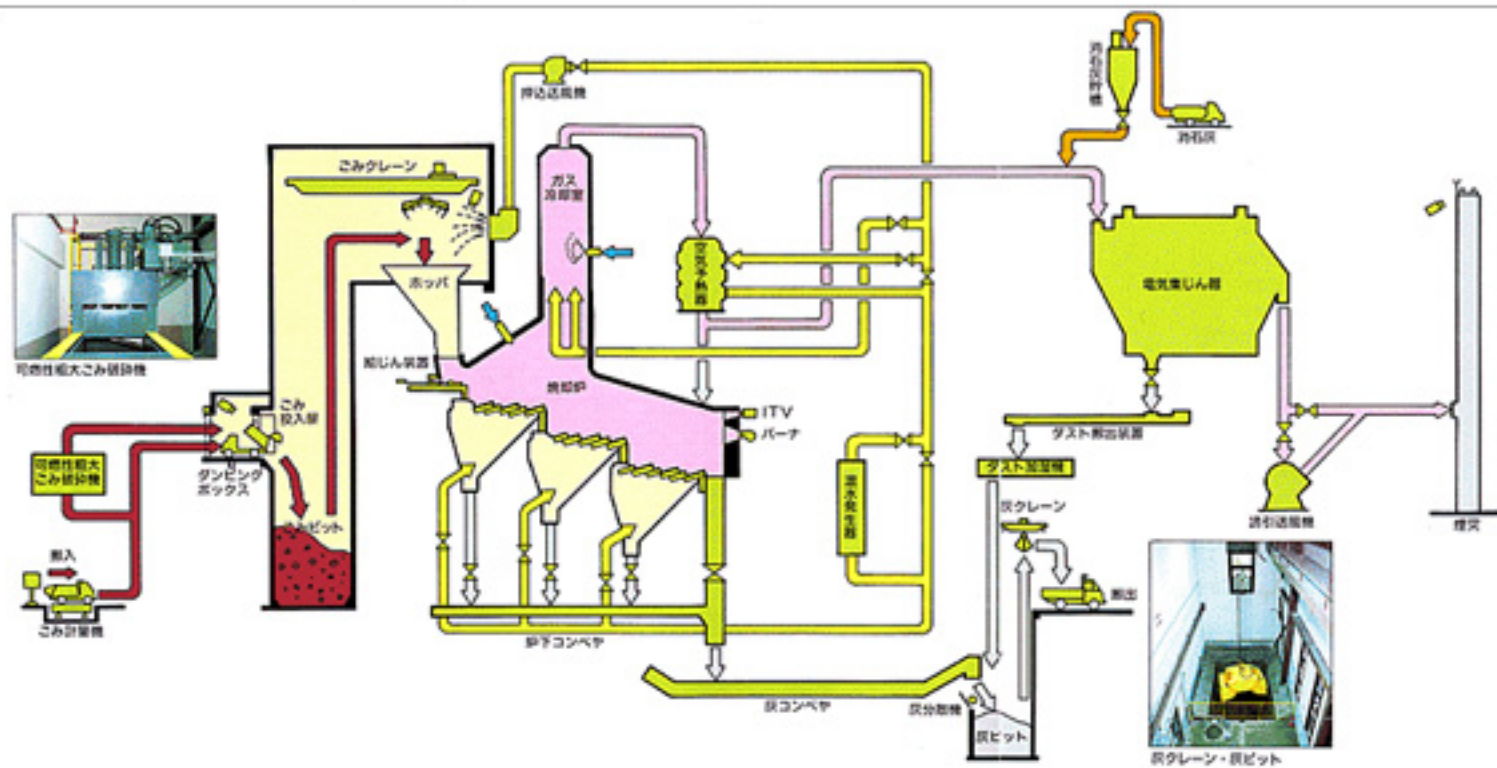 押込送風機
消石灰貯槽
消石灰
ごみクレーン
ガス
冷却室
空気予熱器
ホッパ
電気集じん器
可燃性粗大ごみ破砕機
給じん装置
焼却炉
ITV
バーナ
ごみ
投入扉
ダンピング
ボックス
可燃性粗大
ごみ破砕機
ごみピット
搬入
ごみ計量機
温水発生器
ダスト搬出装置
ダスト加湿機
灰クレーン
誘引送風機
煙突
搬出
炉下コンベヤ
灰コンベヤ
灰分散機
灰ピット
灰クレーン・灰ピット